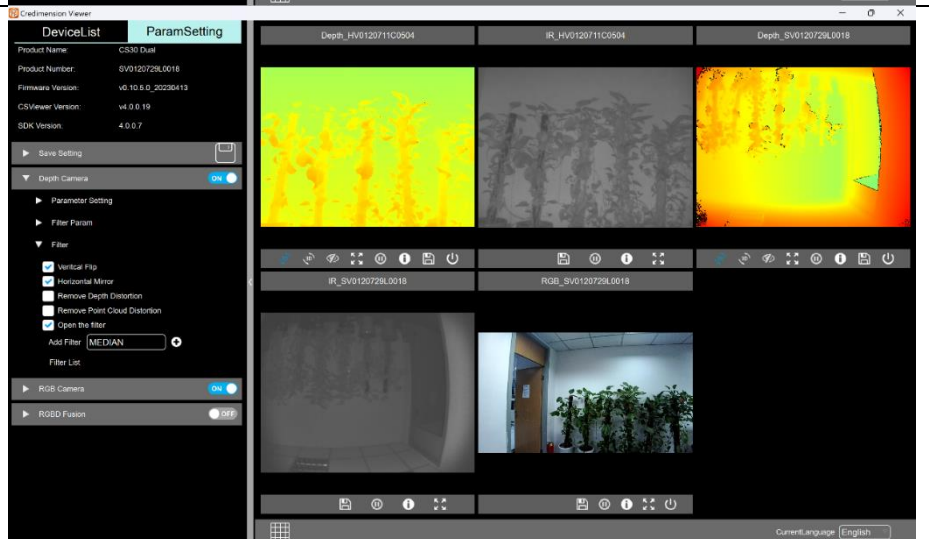 Credimension Viewer
DeviceList ParamSetting
Product Name: CS30 Dual
Product Number: SV0120729L0018
Firmware Version: v0.10.5.0_20230413
CSViewer Version: v4.0.0.19
SDK Version: 4.0.0.7
Save Setting
Depth Camera ON
Parameter Setting
Filter Param
Filter
Veritcal Flip
Horizontal Mirror
Remove Depth Distortion
Remove Point Cloud Distortion
Open the filter
Add Filter MEDIAN
Filter List
RGB Camera ON
RGBD Fusion OFF
Depth_HV0120711C0504
IR_HV0120711C0504
Depth_SV0120729L0018
IR_SV0120729L0018
RGB_SV0120729L0018
CurrentLanguage English